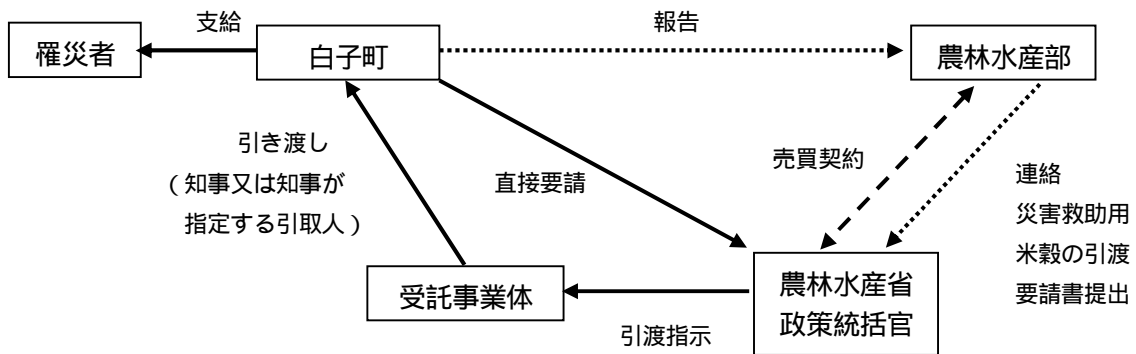 支給
報告
罹災者
白子町
農林水産部
引き渡し
(知事又は知事が
指定する引取人)
直接要請
売買契約
連絡
災害救助用
米穀の引渡
要請書提出
受託事業体
引渡指示
農林水産省
政策統括官